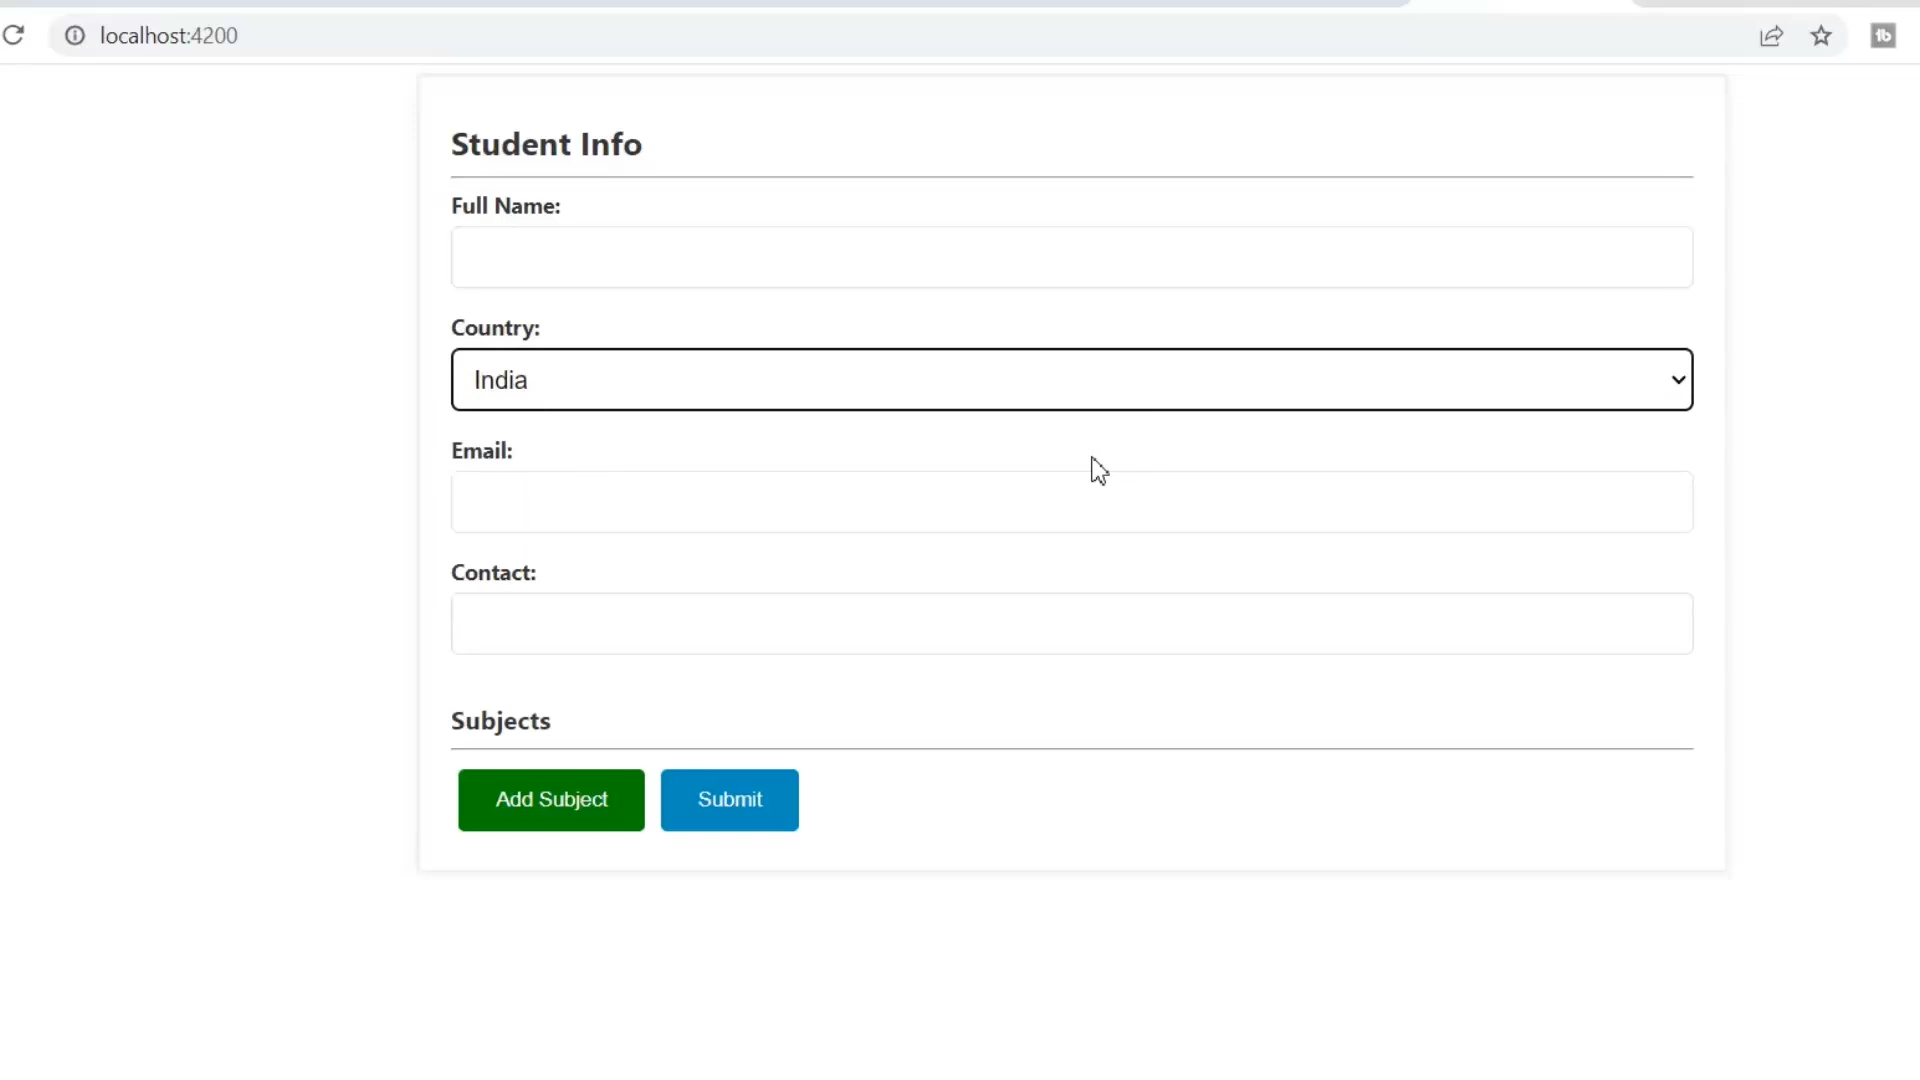 localhost:4200
Student Info
Full Name:
Country:
India
Email:
Contact:
Subjects
Add Subject
Submit